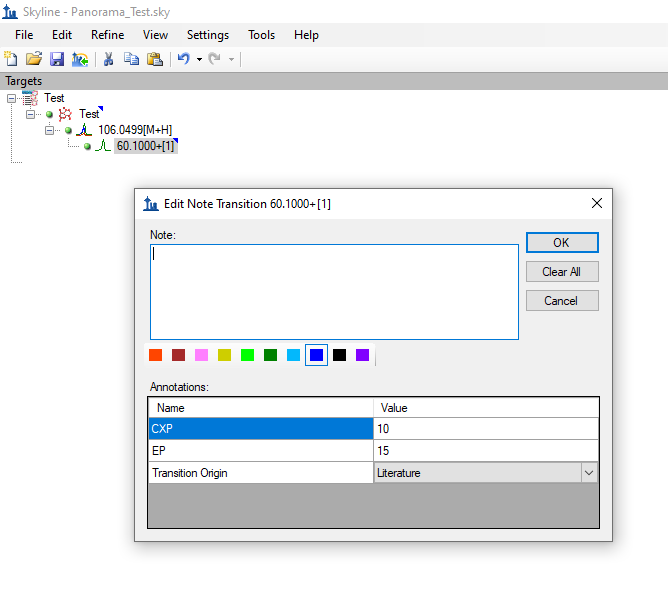 Skyline - Panorama_Test.sky
File Edit Refine View Settings Tools Help
Targets
Test
Test
106.0499[M+H]
60.1000+[1]
Edit Note Transition 60.1000+[1]
Note:
OK
Clear All
Cancel
Annotations:
Name Value
CXP 10
EP 15
Transition Origin Literature